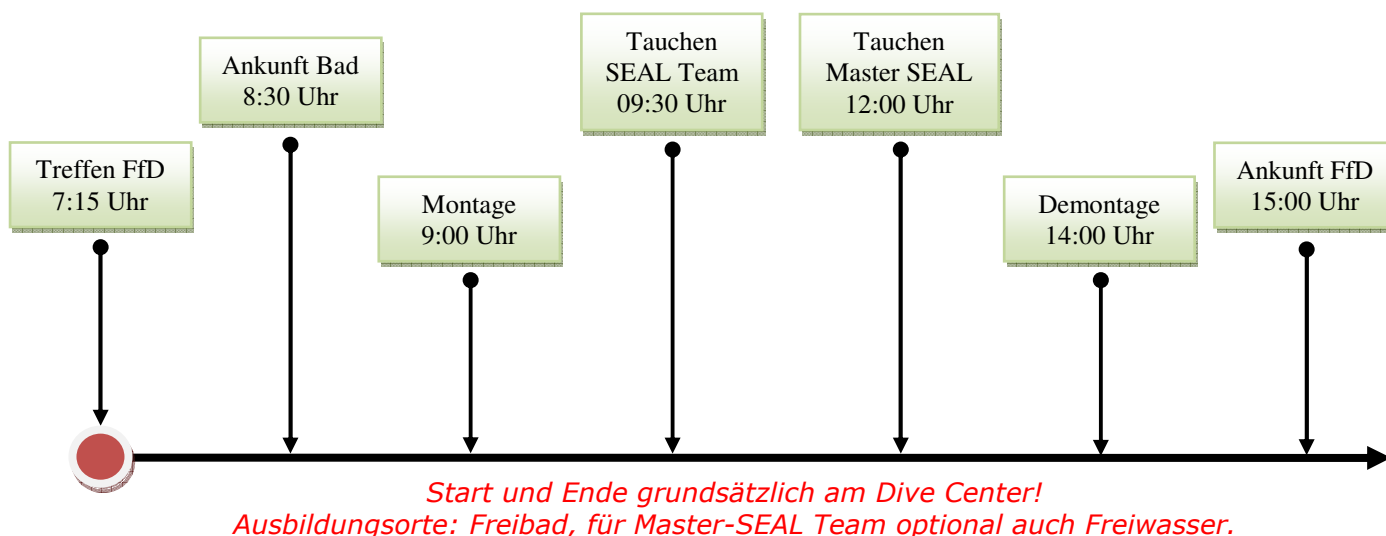 Treffen FfD
7:15 Uhr
Ankunft Bad
8:30 Uhr
Montage
9:00 Uhr
Tauchen
SEAL Team
09:30 Uhr
Tauchen
Master SEAL
12:00 Uhr
Demontage
14:00 Uhr
Ankunft FfD
15:00 Uhr
Start und Ende grundsätzlich am Dive Center!
Ausbildungsorte: Freibad, für Master-SEAL Team optional auch Freiwasser.